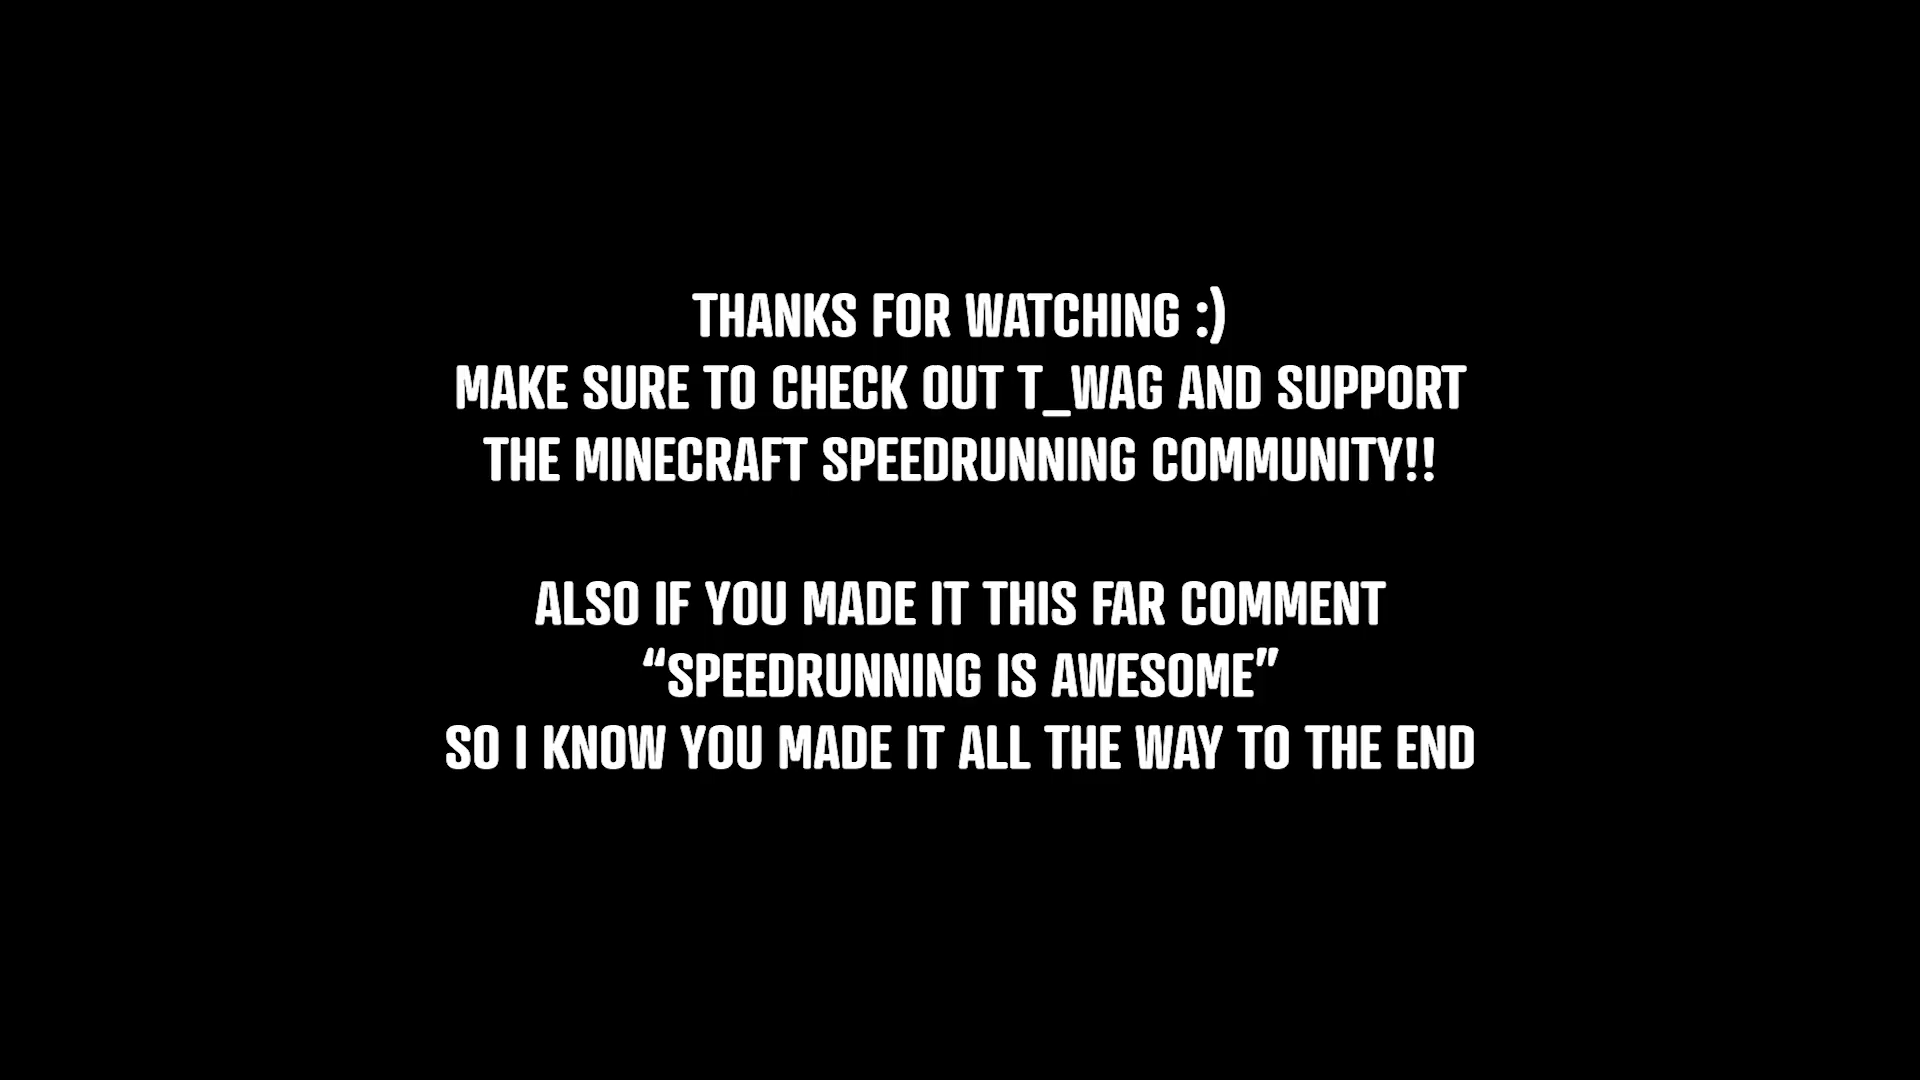 THANKS FOR WATCHING :)
MAKE SURE TO CHECK OUT T_WAG AND SUPPORT
THE MINECRAFT SPEEDRUNNING COMMUNITY!!
ALSO IF YOU MADE IT THIS FAR COMMENT
“SPEEDRUNNING IS AWESOME”
SO I KNOW YOU MADE IT ALL THE WAY TO THE END